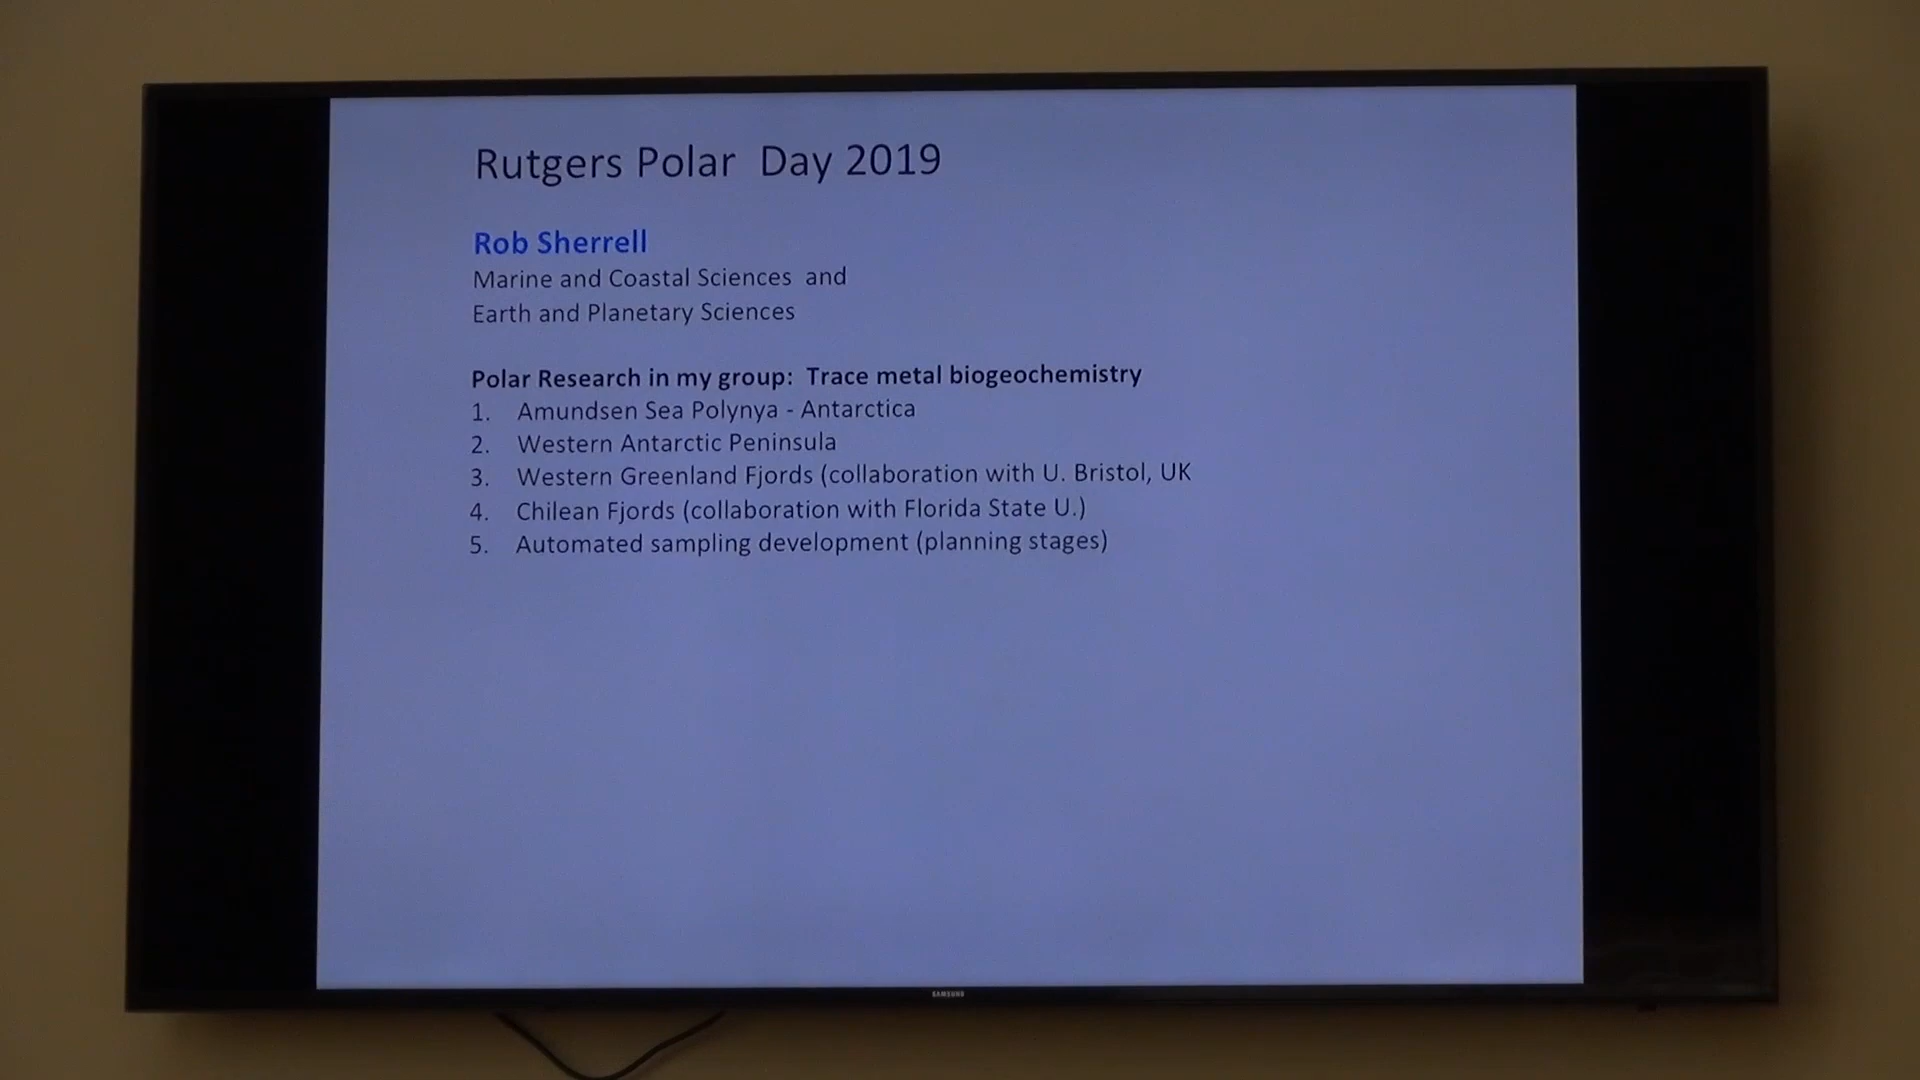 Rutgers Polar Day 2019
Rob Sherrell
Marine and Coastal Sciences and
Earth and Planetary Sciences
Polar Research in my group: Trace metal biogeochemistry
1. Amundsen Sea Polynya - Antarctica
2. Western Antarctic Peninsula
3. Western Greenland Fjords (collaboration with U. Bristol, UK
4. Chilean Fjords (collaboration with Florida State U.)
5. Automated sampling development (planning stages)
SAMSUNG